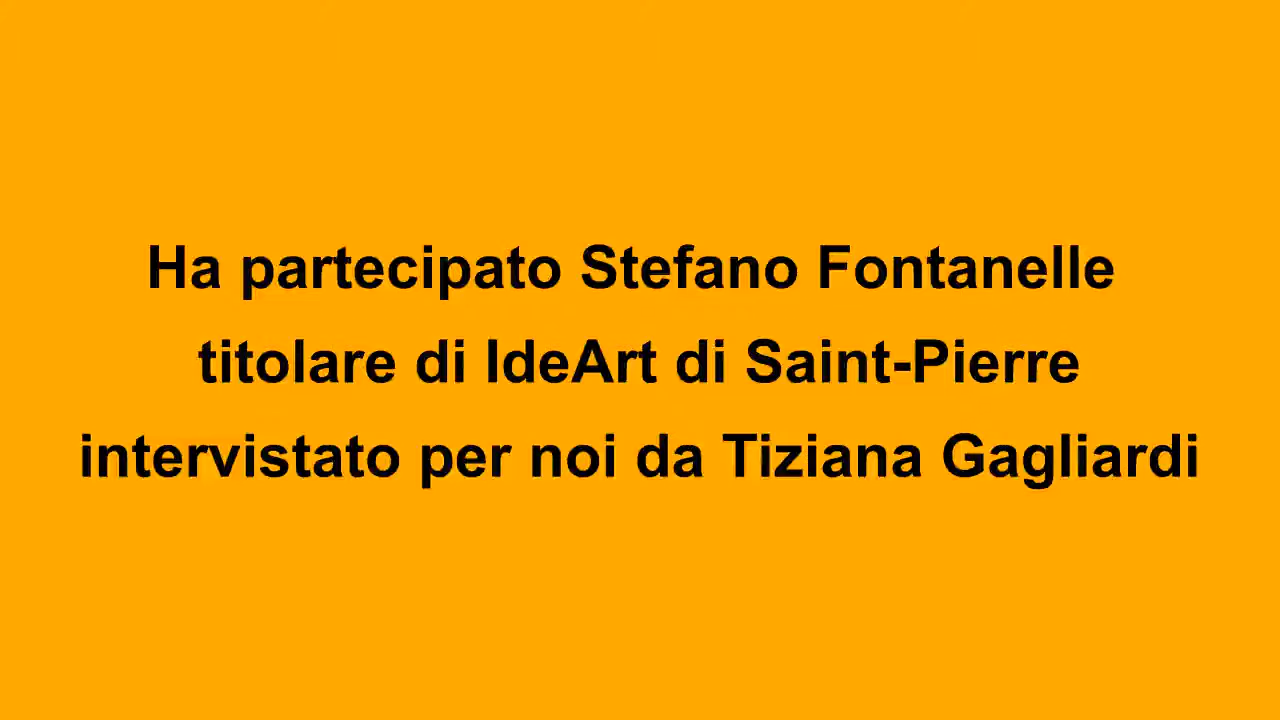 Ha partecipato Stefano Fontanelle
titolare di IdeArt di Saint-Pierre
intervistato per noi da Tiziana Gagliardi